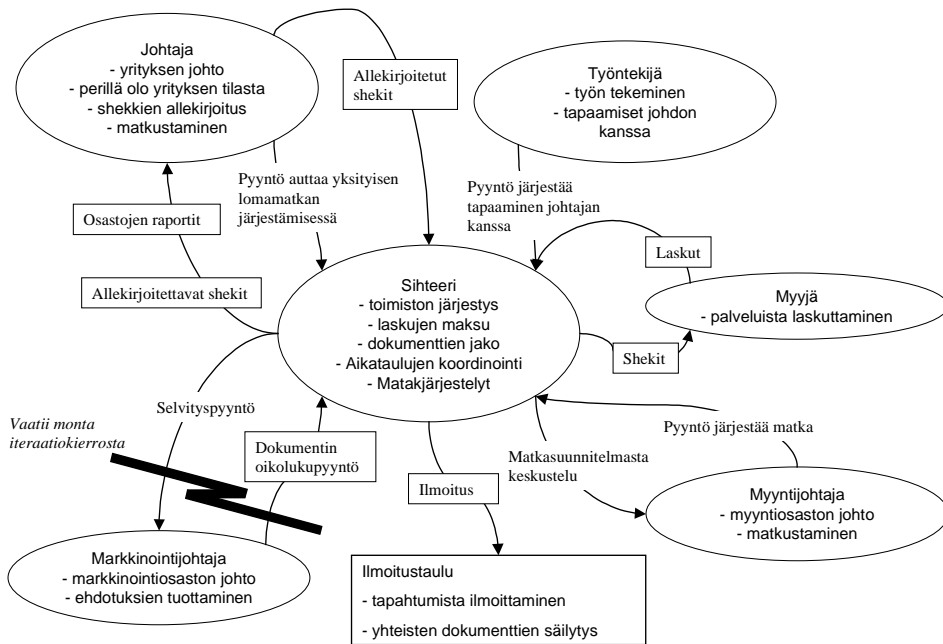 Johtaja
- yrityksen johto
- perillä olo yrityksen tilasta
- shekkien allekirjoitus
- matkustaminen
Allekirjoitetut
shekit
Työntekijä
- työn tekeminen
- tapaamiset johdon
kanssa
Pyyntö auttaa yksityisen
lomamatkan
järjestämisessä
Pyyntö järjestää
tapaaminen johtajan
kanssa
Osastojen raportit
Allekirjoitettavat shekit
Laskut
Sihteeri
- toimiston järjestys
- laskujen maksu
- dokumenttien jako
- Aikataulujen koordinointi
- Matakjärjestelyt
Myyjä
- palveluista laskuttaminen
Shekit
Selvityspyyntö
Vaatii monta
iteraatiokierrosta
Dokumentin
oikolukupyyntö
Ilmoitus
Matkasuunnitelmasta
keskustelu
Pyyntö järjestää matka
Myyntijohtaja
- myyntiosaston johto
- matkustaminen
Markkinointijohtaja
- markkinointiosaston johto
- ehdotuksien tuottaminen
Ilmoitustaulu
- tapahtumista ilmoittaminen
- yhteisten dokumenttien säilytys